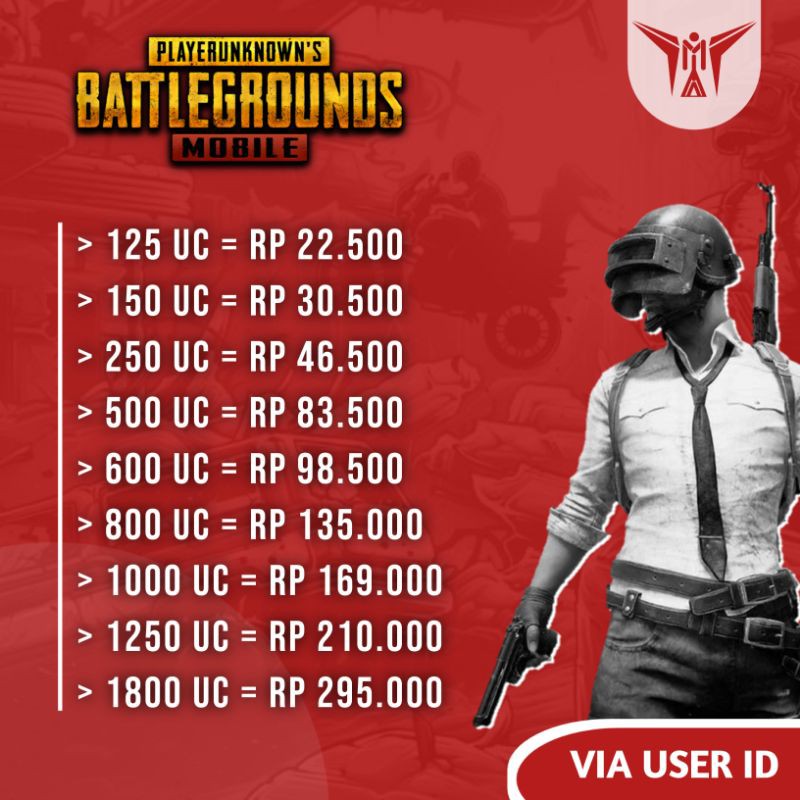 PLAYERUNKNOWN'S
BATTLEGROUNDS
MOBILE
> 125 UC = RP 22.500
> 150 UC = RP 30.500
> 250 UC = RP 46.500
> 500 UC = RP 83.500
> 600 UC = RP 98.500
> 800 UC = RP 135.000
> 1000 UC = RP 169.000
> 1250 UC = RP 210.000
> 1800 UC = RP 295.000
VIA USER ID